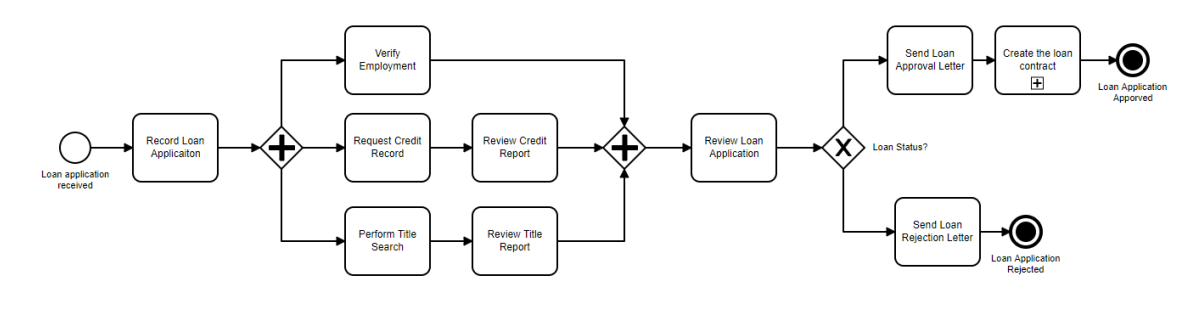 Loan application
received
Record Loan
Applicaiton
Verify
Employment
Request Credit
Record
Review Credit
Report
Perform Title
Search
Review Title
Report
Review Loan
Application
Loan Status?
Send Loan
Approval Letter
Create the loan
contract
Loan Application
Apporved
Send Loan
Rejection Letter
Loan Application
Rejected